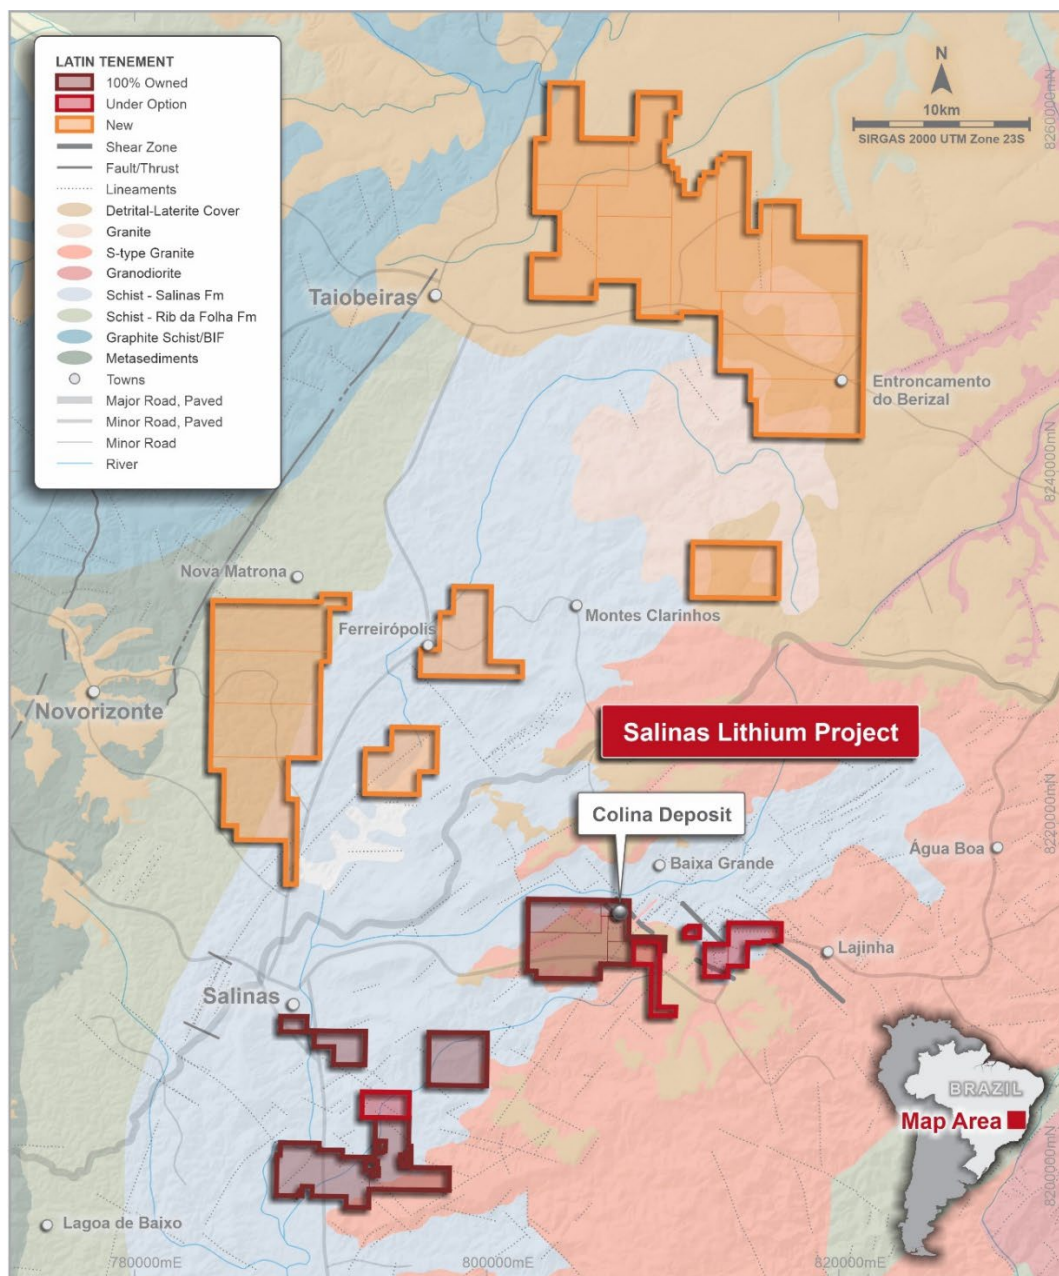 LATIN TENEMENT
100% Owned
Under Option
New
Shear Zone
Fault/Thrust
Lineaments
Detrital-Laterite Cover
Granite
S-type Granite
Granodiorite
Schist - Salinas Fm
Schist - Rib da Folha Fm
Graphite Schist/BIF
Metasediments
Towns
Major Road, Paved
Minor Road, Paved
Minor Road
River
N
10km
SIRGAS 2000 UTM Zone 23S
8260000mN
Taiobeiras
Entroncamento
do Berizal
8240000mN
Nova Matrona
Montes Clarinhos
Ferreirópolis
Novorizonte
Salinas Lithium Project
Colina Deposit
8220000mN
Baixa Grande
Água Boa
Lajinha
Salinas
BRAZIL
Map Area
8200000mN
Lagoa de Baixo
780000mE
800000mE
820000mE